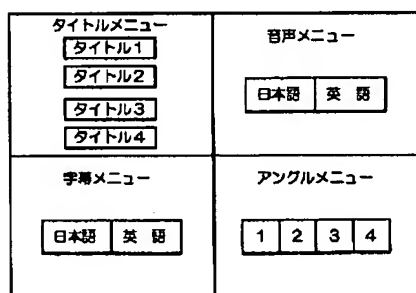 タイトルメニュー
タイトル1
タイトル2
タイトル3
タイトル4
音声メニュー
日本語 英 語
字幕メニュー
日本語 英 語
アングルメニュー
1 2 3 4